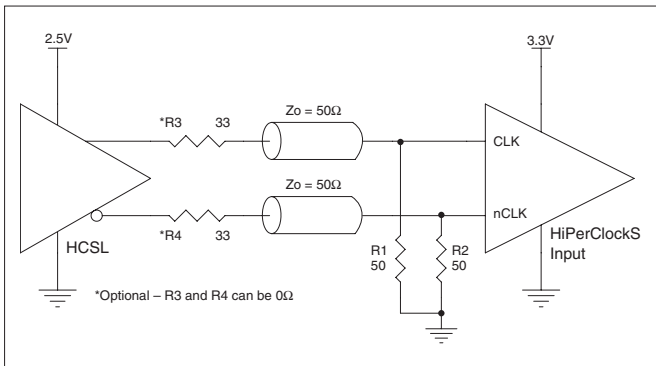 2.5V
3.3V
*R3 33
Zo = 50Ω
CLK
Zo = 50Ω
*R4 33
nCLK
HCSL
R1
50
R2
50
HiPerClockS
Input
*Optional – R3 and R4 can be 0Ω